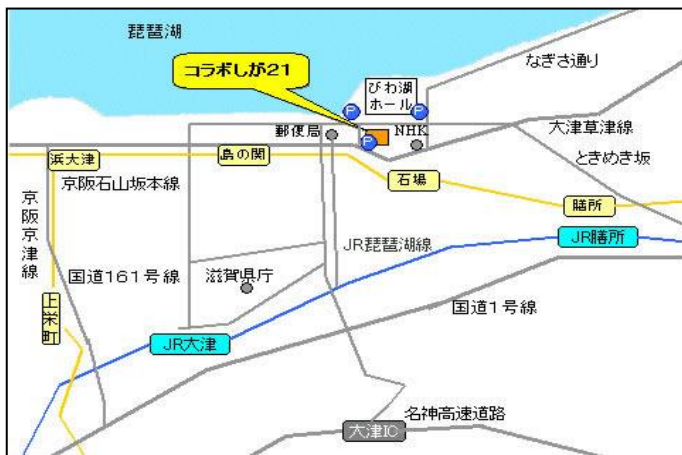 琵琶湖
コラボしが21
なぎさ通り
P
びわ湖
ホール
P
郵便局
P
NHK
大津草津線
ときめき坂
浜大津
島の関
石場
膳所
京阪石山坂本線
京阪京津線
JR琵琶湖線
JR膳所
国道161号線
滋賀県庁
上栄町
国道1号線
JR大津
名神高速道路
大津IC